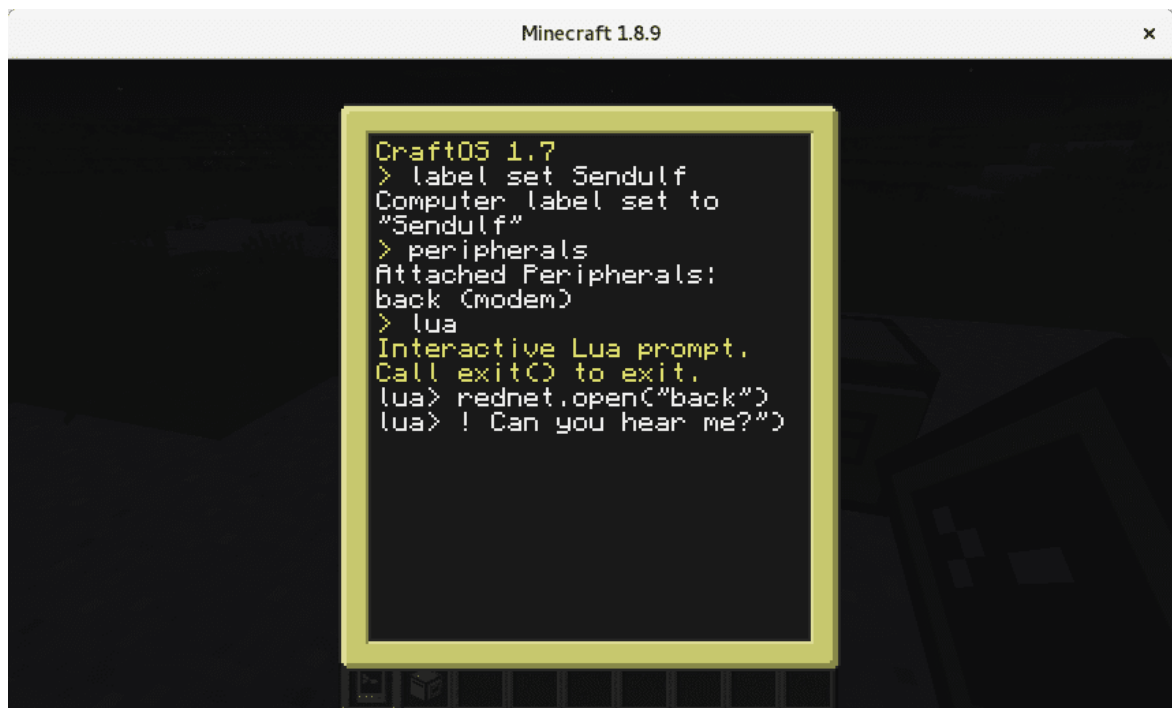 Minecraft 1.8.9
CraftOS 1.7
> label set Sendulf
Computer label set to
"Sendulf"
> peripherals
Attached Peripherals:
back (modem)
> lua
Interactive Lua prompt.
Call exit() to exit.
lua> rednet.open("back")
lua> ! Can you hear me?")